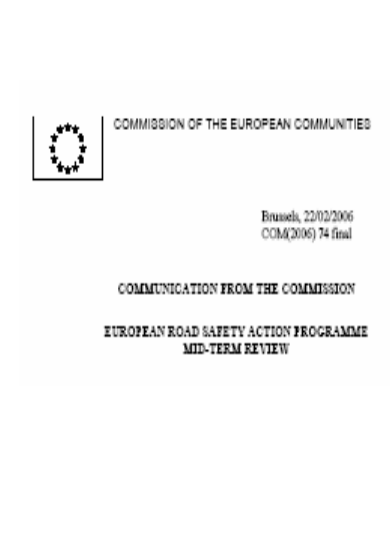 COMMISSION OF THE EUROPEAN COMMUNITIES
Brussels, 22/02/2006
COM(2006) 74 final
COMMUNICATION FROM THE COMMISSION
EUROPEAN ROAD SAFETY ACTION PROGRAMME
MID-TERM REVIEW